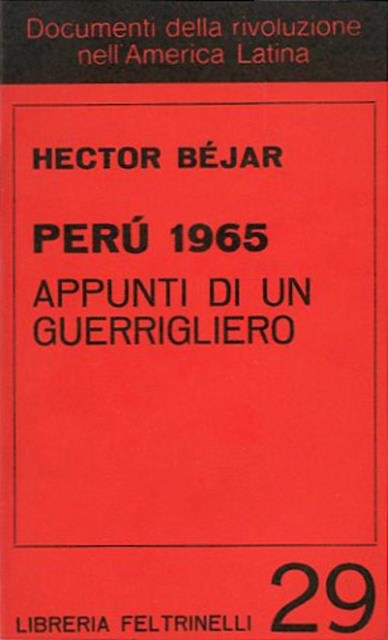 Documenti della rivoluzione
nell'America Latina
HECTOR BÉJAR
PERÚ 1965
APPUNTI DI UN
GUERRIGLIERO
LIBRERIA FELTRINELLI 29